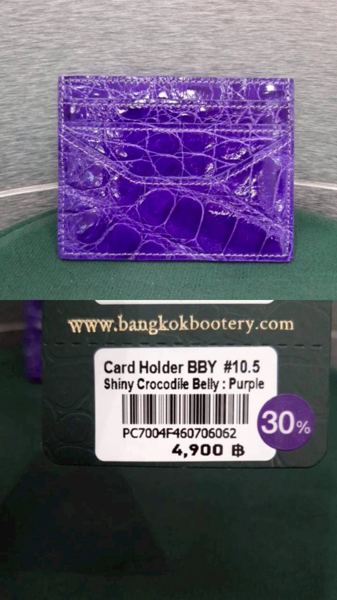 www.bangkokbootery.com
Card Holder BBY #10.5
Shiny Crocodile Belly : Purple
PC7004F460706062
30%
4,900 ฿